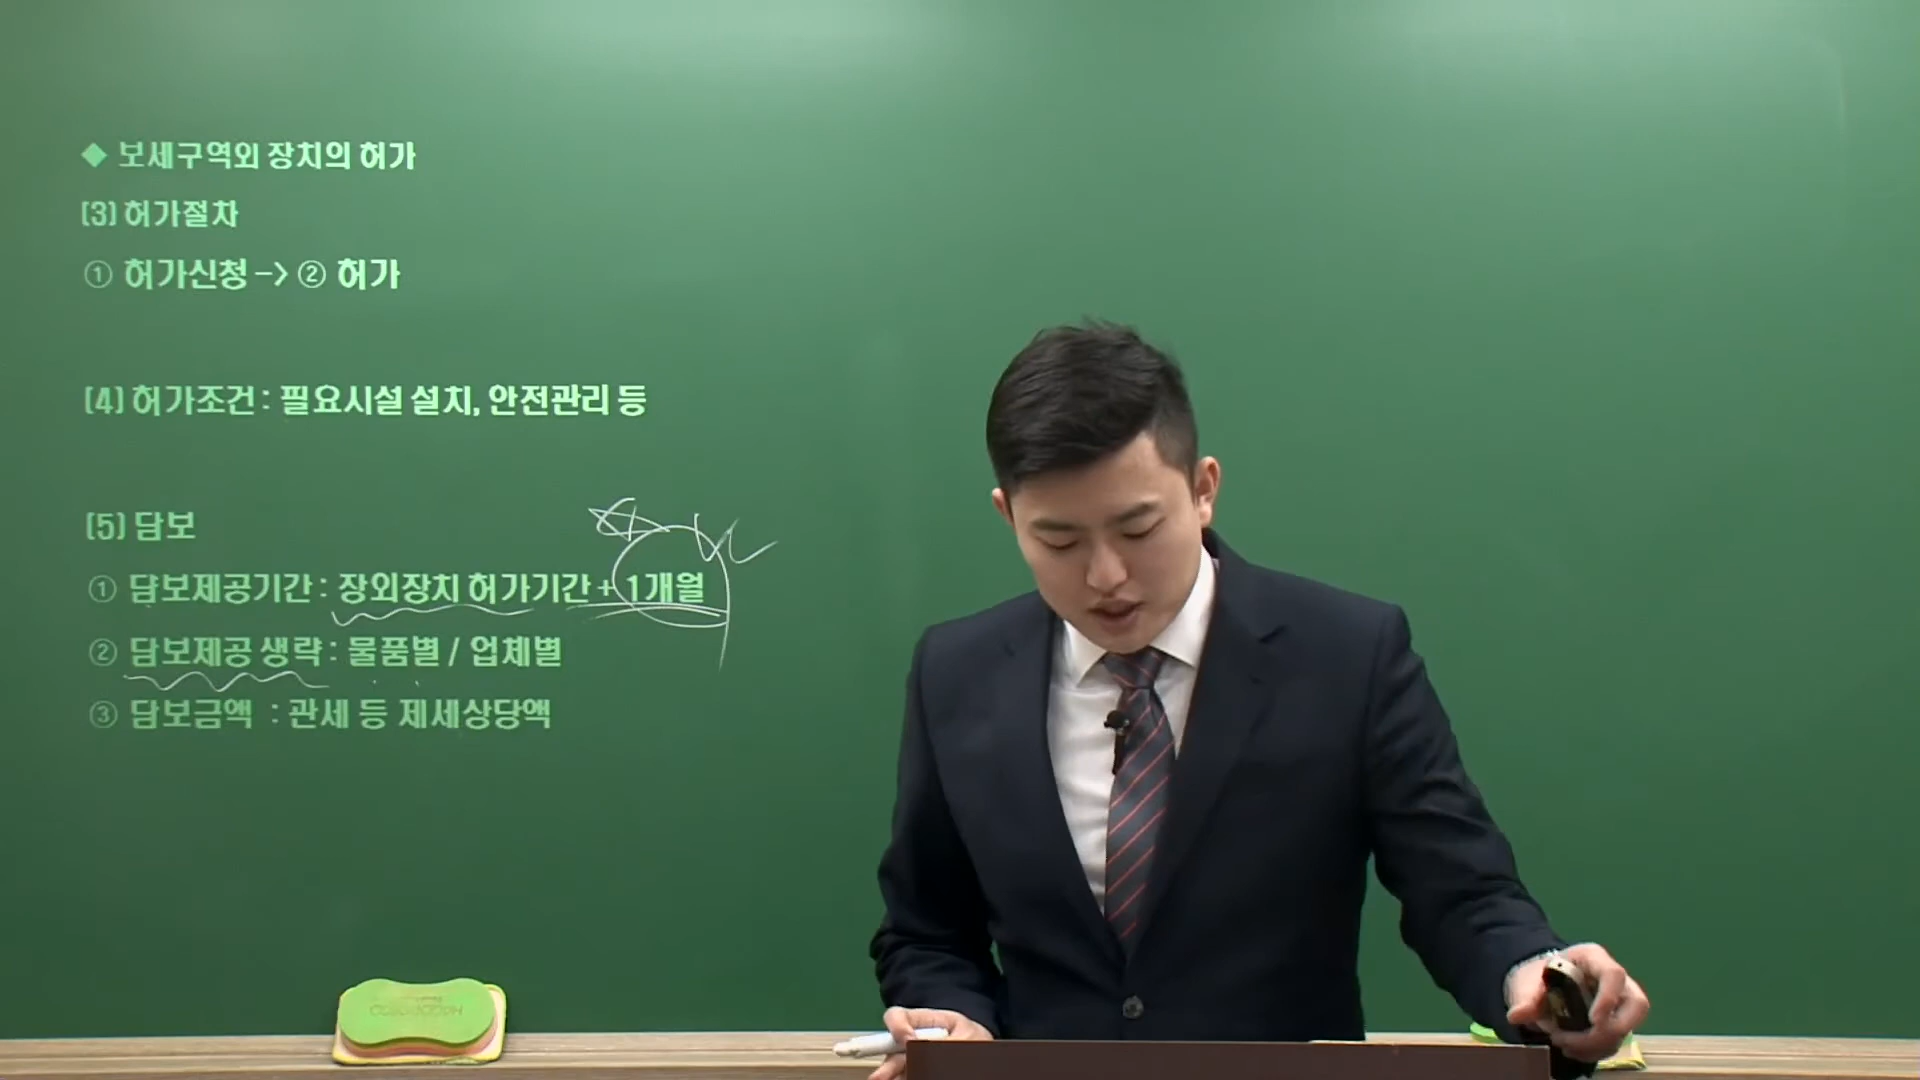 ◆ 보세구역외 장치의 허가
(3) 허가절차
① 허가신청 -> ② 허가
(4) 허가조건 : 필요시설 설치, 안전관리 등
(5) 담보
① 담보제공기간 : 장외장치 허가기간 + 1개월
② 담보제공 생략 : 물품별 / 업체별
③ 담보금액 : 관세 등 제세상당액